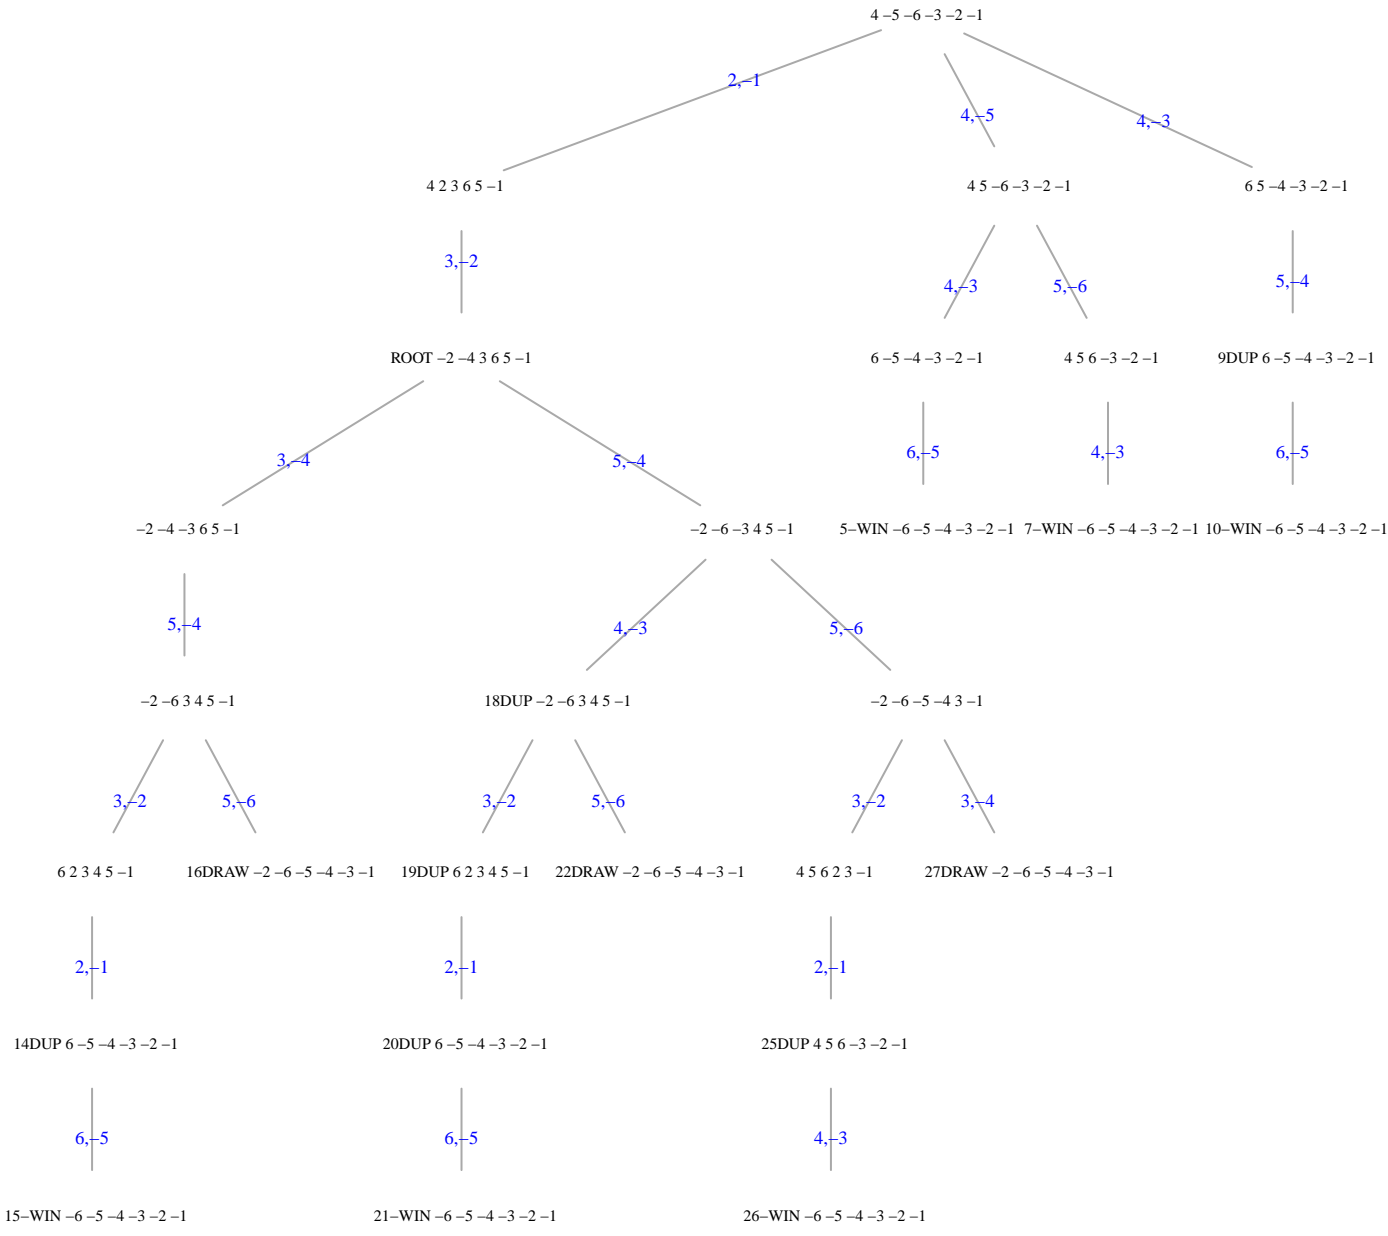 4 –5 –6 –3 –2 –1
2,–1
4,–5
4,–3
4 2 3 6 5 –1
4 5 –6 –3 –2 –1
6 5 –4 –3 –2 –1
3,–2
4,–3
5,–6
5,–4
ROOT –2 –4 3 6 5 –1
6 –5 –4 –3 –2 –1
4 5 6 –3 –2 –1
9DUP 6 –5 –4 –3 –2 –1
3,–4
5,–4
6,–5
4,–3
6,–5
–2 –4 –3 6 5 –1
–2 –6 –3 4 5 –1
5–WIN –6 –5 –4 –3 –2 –1
7–WIN –6 –5 –4 –3 –2 –1
10–WIN –6 –5 –4 –3 –2 –1
5,–4
4,–3
5,–6
–2 –6 3 4 5 –1
18DUP –2 –6 3 4 5 –1
–2 –6 –5 –4 3 –1
3,–2
5,–6
3,–2
5,–6
3,–2
3,–4
6 2 3 4 5 –1
16DRAW –2 –6 –5 –4 –3 –1
19DUP 6 2 3 4 5 –1
22DRAW –2 –6 –5 –4 –3 –1
4 5 6 2 3 –1
27DRAW –2 –6 –5 –4 –3 –1
2,–1
2,–1
2,–1
14DUP 6 –5 –4 –3 –2 –1
20DUP 6 –5 –4 –3 –2 –1
25DUP 4 5 6 –3 –2 –1
6,–5
6,–5
4,–3
15–WIN –6 –5 –4 –3 –2 –1
21–WIN –6 –5 –4 –3 –2 –1
26–WIN –6 –5 –4 –3 –2 –1